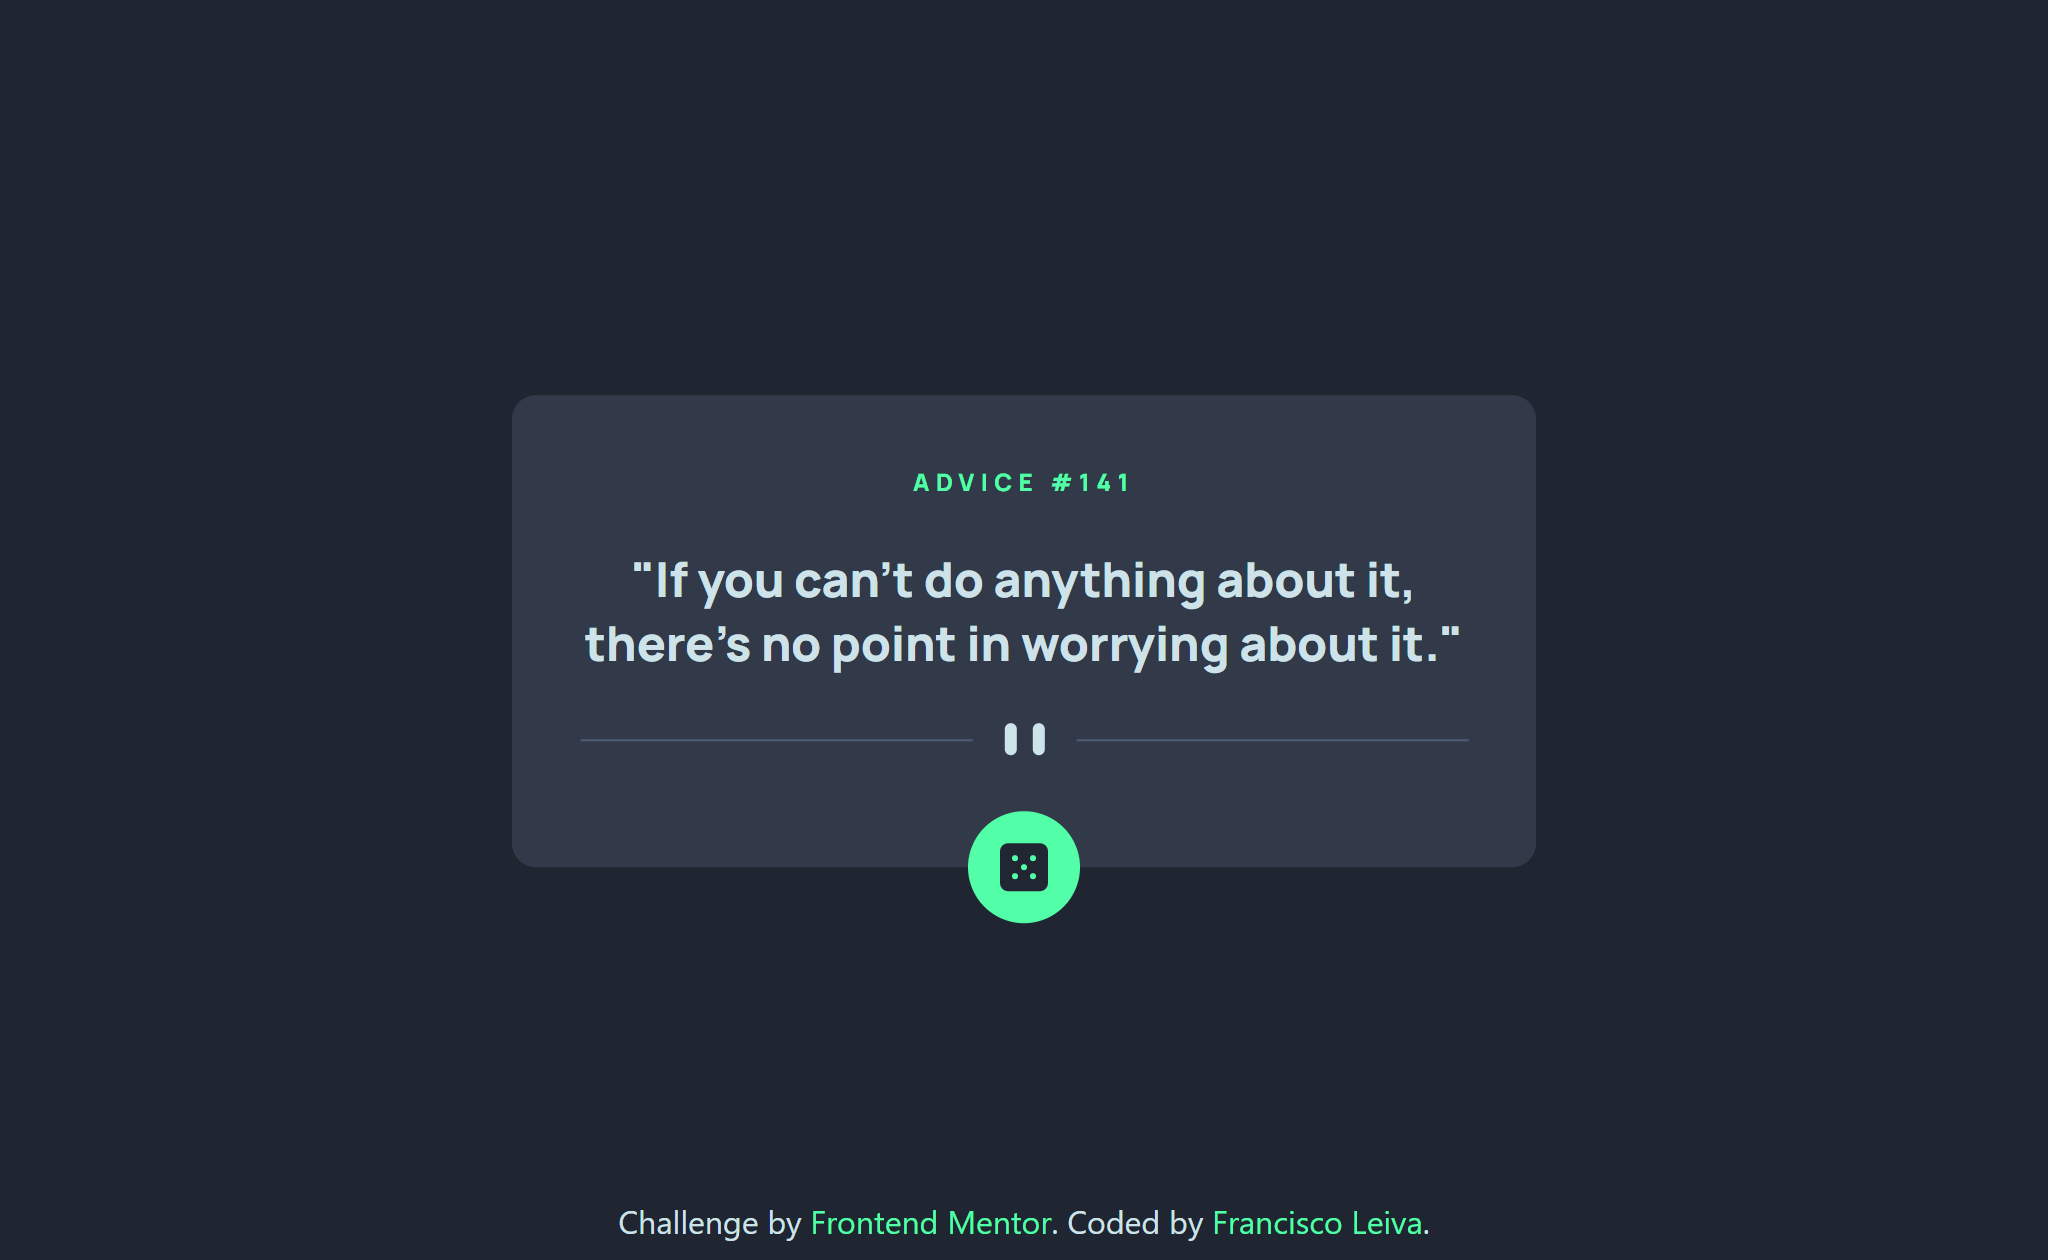 ADVICE #141
"If you can’t do anything about it,
there’s no point in worrying about it."
Challenge by Frontend Mentor. Coded by Francisco Leiva.